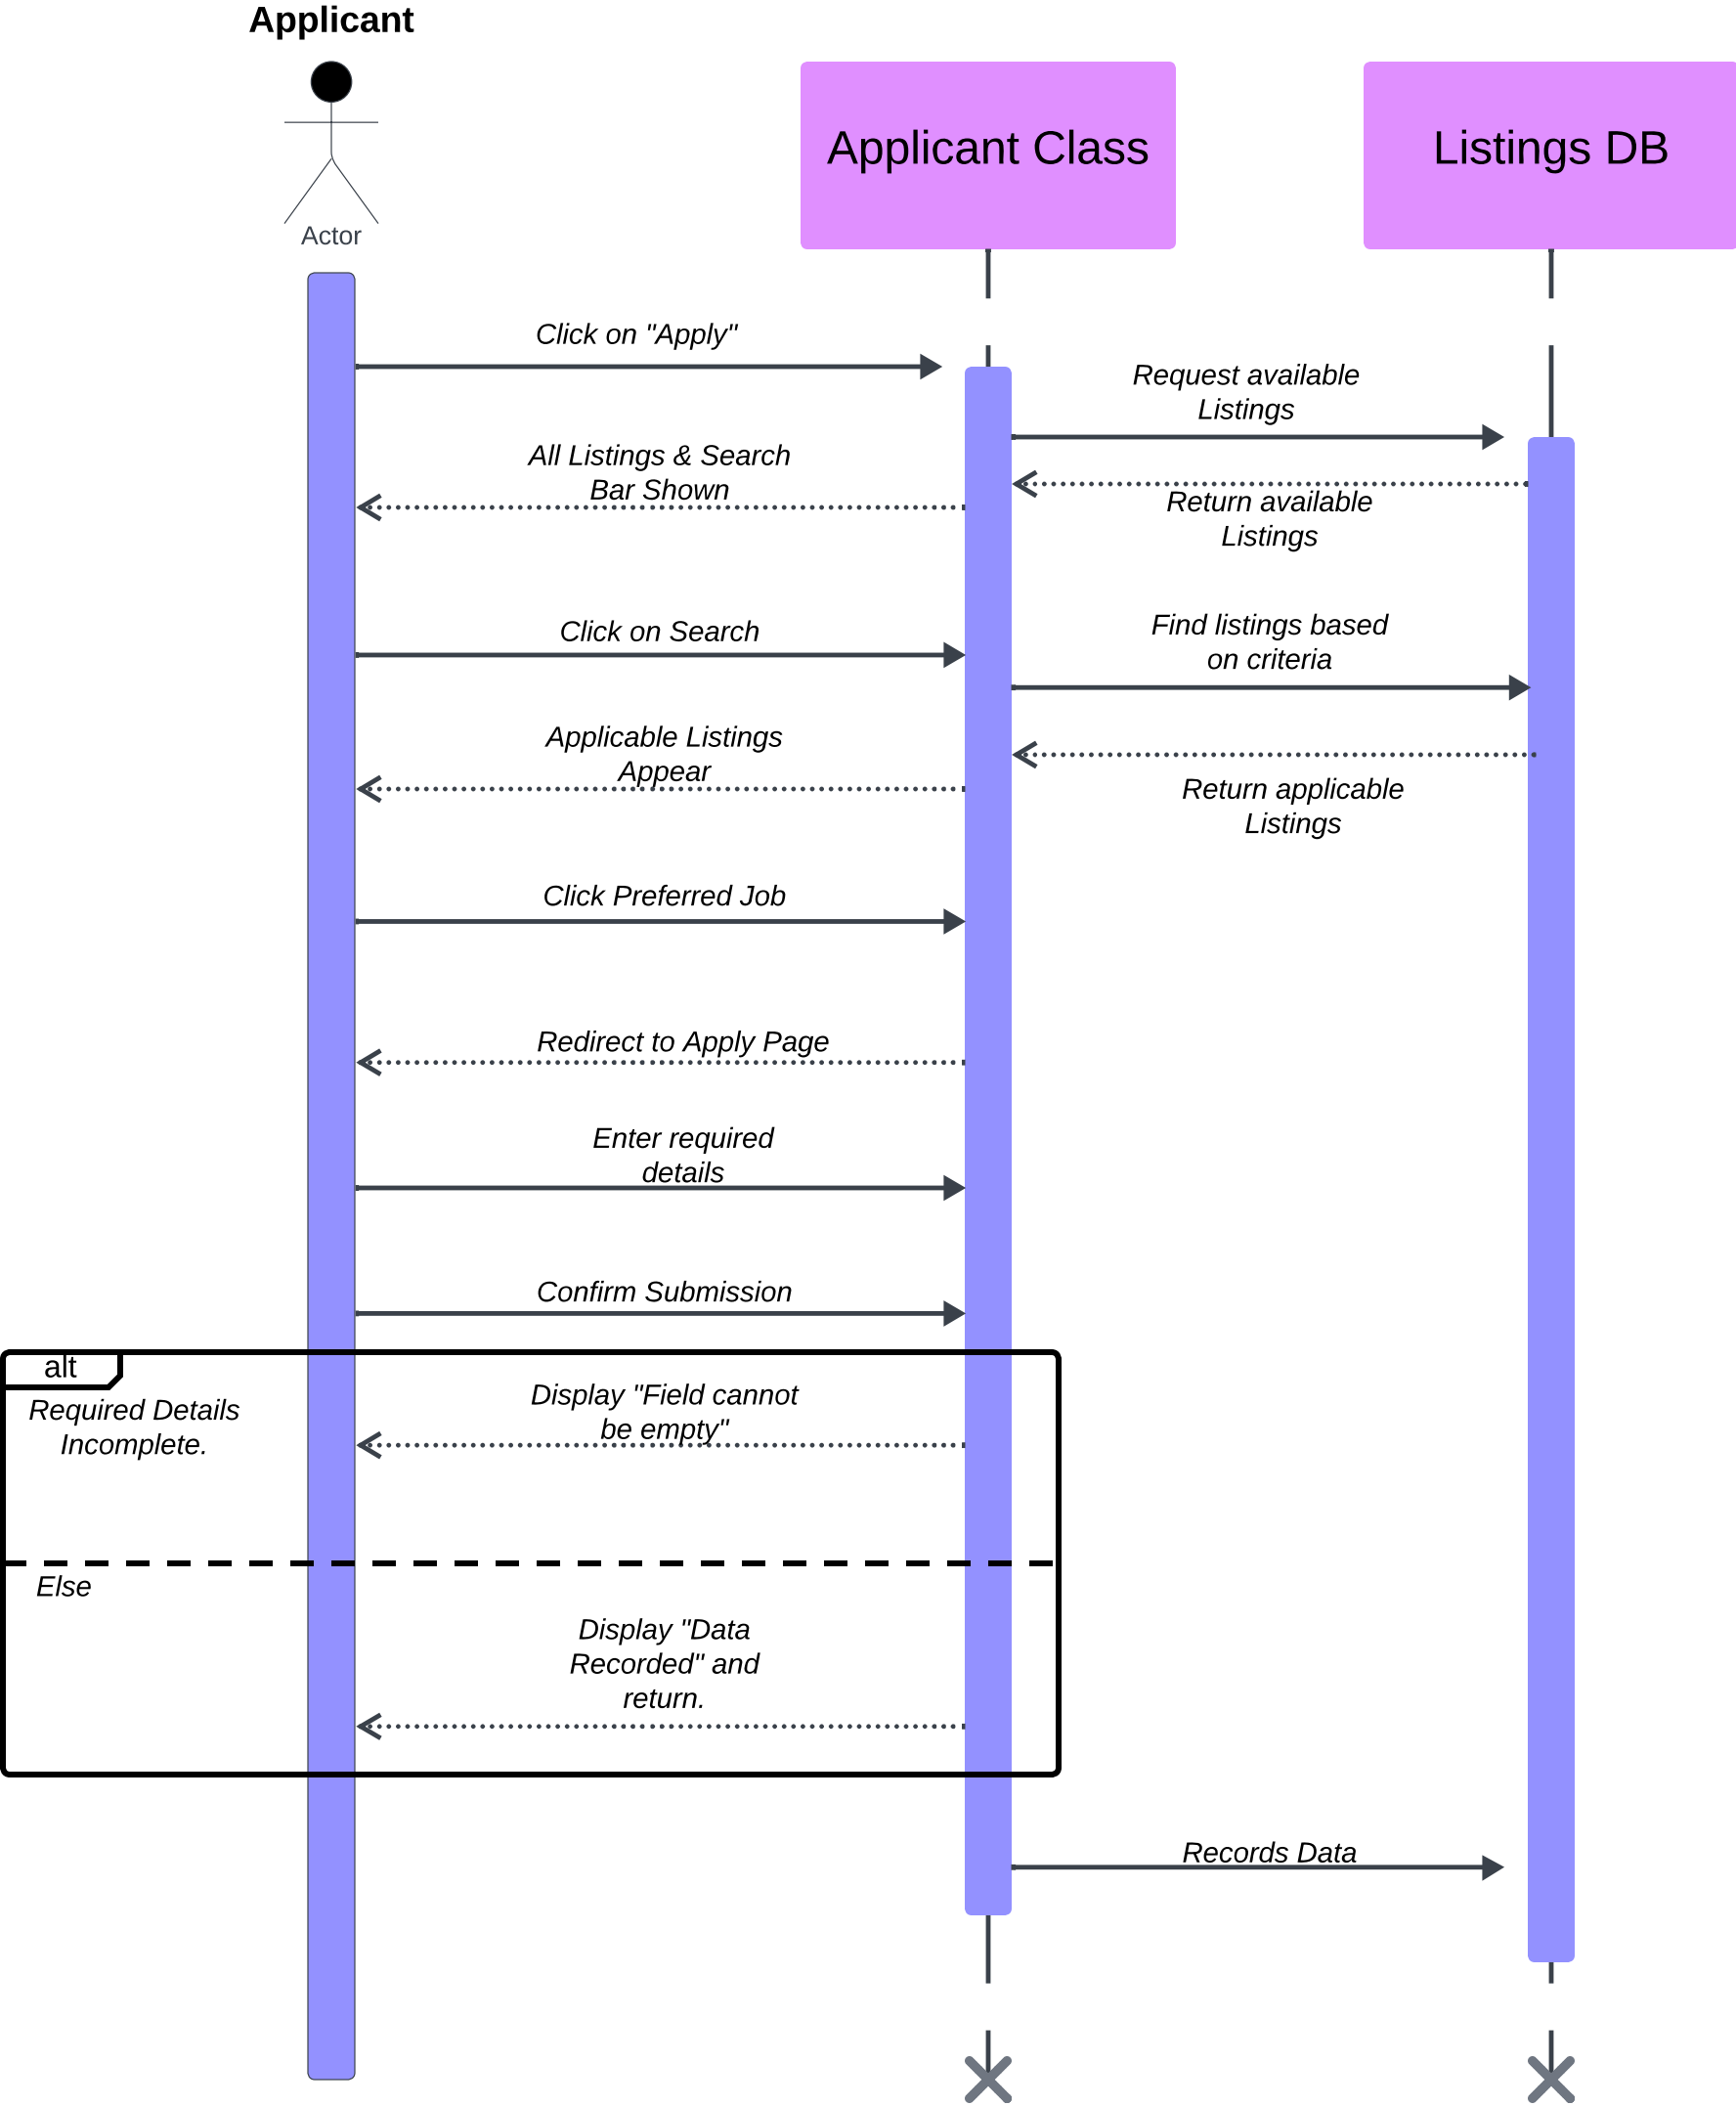 Applicant
Actor
Applicant Class
Listings DB
Click on "Apply"
Request available
Listings
All Listings & Search
Bar Shown
Return available
Listings
Click on Search
Find listings based
on criteria
Applicable Listings
Appear
Return applicable
Listings
Click Preferred Job
Redirect to Apply Page
Enter required
details
Confirm Submission
alt
Required Details
Incomplete.
Display "Field cannot
be empty"
Else
Display "Data
Recorded" and
return.
Records Data